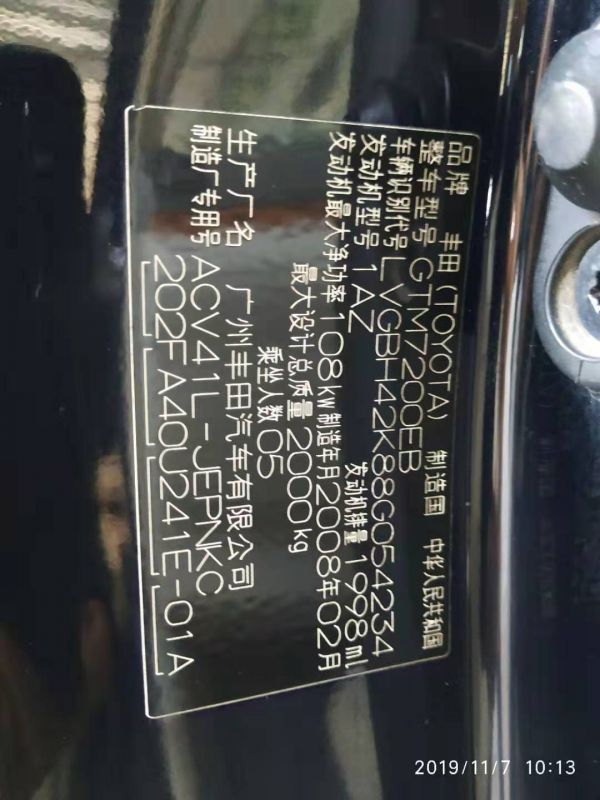 品牌 丰田(TOYOTA) 制造国 中华人民共和国
整车型号 GTM7200EB
车辆识别代号 LVGBH42K88G054234
发动机型号 1AZ 发动机排量 1998ml
发动机最大净功率 108kw 制造年月 2008年02月
最大设计总质量 2000kg
乘坐人数 05
生产厂名 广州丰田汽车有限公司
制造厂专用号 ACV41L-JEPNKC
202FA40U241E-01A
2019/11/7 10:13